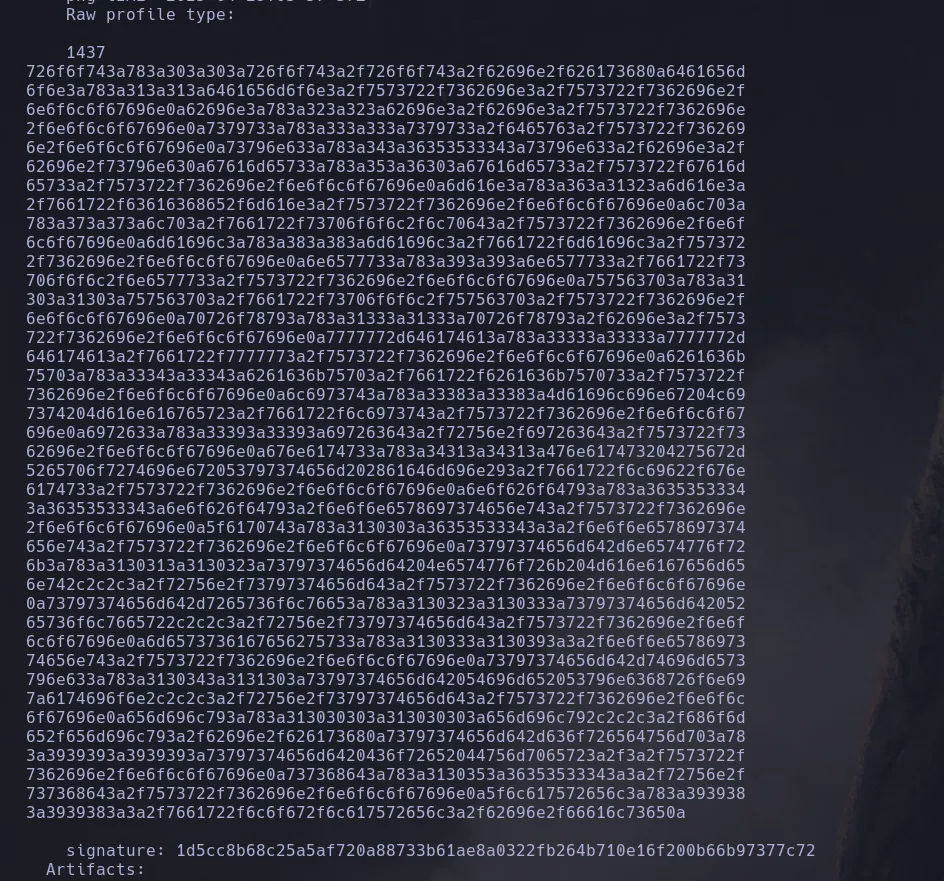 Raw profile type:
1437
726f6f743a783a303a303a726f6f743a2f726f6f743a2f62696e2f626173680a6461656d
6f6e3a783a313a313a6461656d6f6e3a2f7573722f7362696e3a2f7573722f7362696e2f
6e6f6c6f67696e0a62696e3a783a323a323a62696e3a2f62696e3a2f7573722f7362696e
2f6e6f6c6f67696e0a7379733a783a333a333a7379733a2f6465763a2f7573722f736269
6e2f6e6f6c6f67696e0a73796e633a783a343a36353533343a73796e633a2f62696e3a2f
62696e2f73796e630a67616d65733a783a353a36303a67616d65733a2f7573722f67616d
65733a2f7573722f7362696e2f6e6f6c6f67696e0a6d616e3a783a363a31323a6d616e3a
2f7661722f63616368652f6d616e3a2f7573722f7362696e2f6e6f6c6f67696e0a6c703a
783a373a373a6c703a2f7661722f73706f6f6c2f6c70643a2f7573722f7362696e2f6e6f
6c6f67696e0a6d61696c3a783a383a383a6d61696c3a2f7661722f6d61696c3a2f757372
2f7362696e2f6e6f6c6f67696e0a6e6577733a783a393a393a6e6577733a2f7661722f73
706f6f6c2f6e6577733a2f7573722f7362696e2f6e6f6c6f67696e0a757563703a783a31
303a31303a757563703a2f7661722f73706f6f6c2f757563703a2f7573722f7362696e2f
6e6f6c6f67696e0a70726f78793a783a31333a31333a70726f78793a2f62696e3a2f7573
722f7362696e2f6e6f6c6f67696e0a7777772d646174613a783a33333a33333a7777772d
646174613a2f7661722f7777773a2f7573722f7362696e2f6e6f6c6f67696e0a6261636b
75703a783a33343a33343a6261636b75703a2f7661722f6261636b7570733a2f7573722f
7362696e2f6e6f6c6f67696e0a6c6973743a783a33383a33383a4d61696c696e67204c69
7374204d616e616765723a2f7661722f6c6973743a2f7573722f7362696e2f6e6f6c6f67
696e0a6972633a783a33393a33393a697263643a2f72756e2f697263643a2f7573722f73
62696e2f6e6f6c6f67696e0a676e6174733a783a34313a34313a476e617473204275672d
5265706f7274696e672053797374656d202861646d696e293a2f7661722f6c69622f676e
6174733a2f7573722f7362696e2f6e6f6c6f67696e0a6e6f626f64793a783a3635353334
3a36353533343a6e6f626f64793a2f6e6f6e6578697374656e743a2f7573722f7362696e
2f6e6f6c6f67696e0a5f6170743a783a3130303a36353533343a3a2f6e6f6e6578697374
656e743a2f7573722f7362696e2f6e6f6c6f67696e0a73797374656d642d6e6574776f72
6b3a783a3130313a3130323a73797374656d64204e6574776f726b204d616e6167656d65
6e742c2c2c3a2f72756e2f73797374656d643a2f7573722f7362696e2f6e6f6c6f67696e
0a73797374656d642d7265736f6c76653a783a3130323a3130333a73797374656d642052
65736f6c7665722c2c2c3a2f72756e2f73797374656d643a2f7573722f7362696e2f6e6f
6c6f67696e0a6d6573736167656275733a783a3130333a3130393a3a2f6e6f6e65786973
74656e743a2f7573722f7362696e2f6e6f6c6f67696e0a73797374656d642d74696d6573
796e633a783a3130343a3131303a73797374656d642054696d652053796e6368726f6e69
7a6174696f6e2c2c2c3a2f72756e2f73797374656d643a2f7573722f7362696e2f6e6f6c
6f67696e0a656d696c793a783a313030303a313030303a656d696c792c2c2c3a2f686f6d
652f656d696c793a2f62696e2f626173680a73797374656d642d636f726564756d703a78
3a3939393a3939393a73797374656d6420436f72652044756d7065723a2f3a2f7573722f
7362696e2f6e6f6c6f67696e0a737368643a783a3130353a36353533343a3a2f72756e2f
737368643a2f7573722f7362696e2f6e6f6c6f67696e0a5f6c617572656c3a783a393938
3a3939383a3a2f7661722f6c6f672f6c617572656c3a2f62696e2f66616c73650a
signature: 1d5cc8b68c25a5af720a88733b61ae8a0322fb264b710e16f200b66b97377c72
Artifacts: